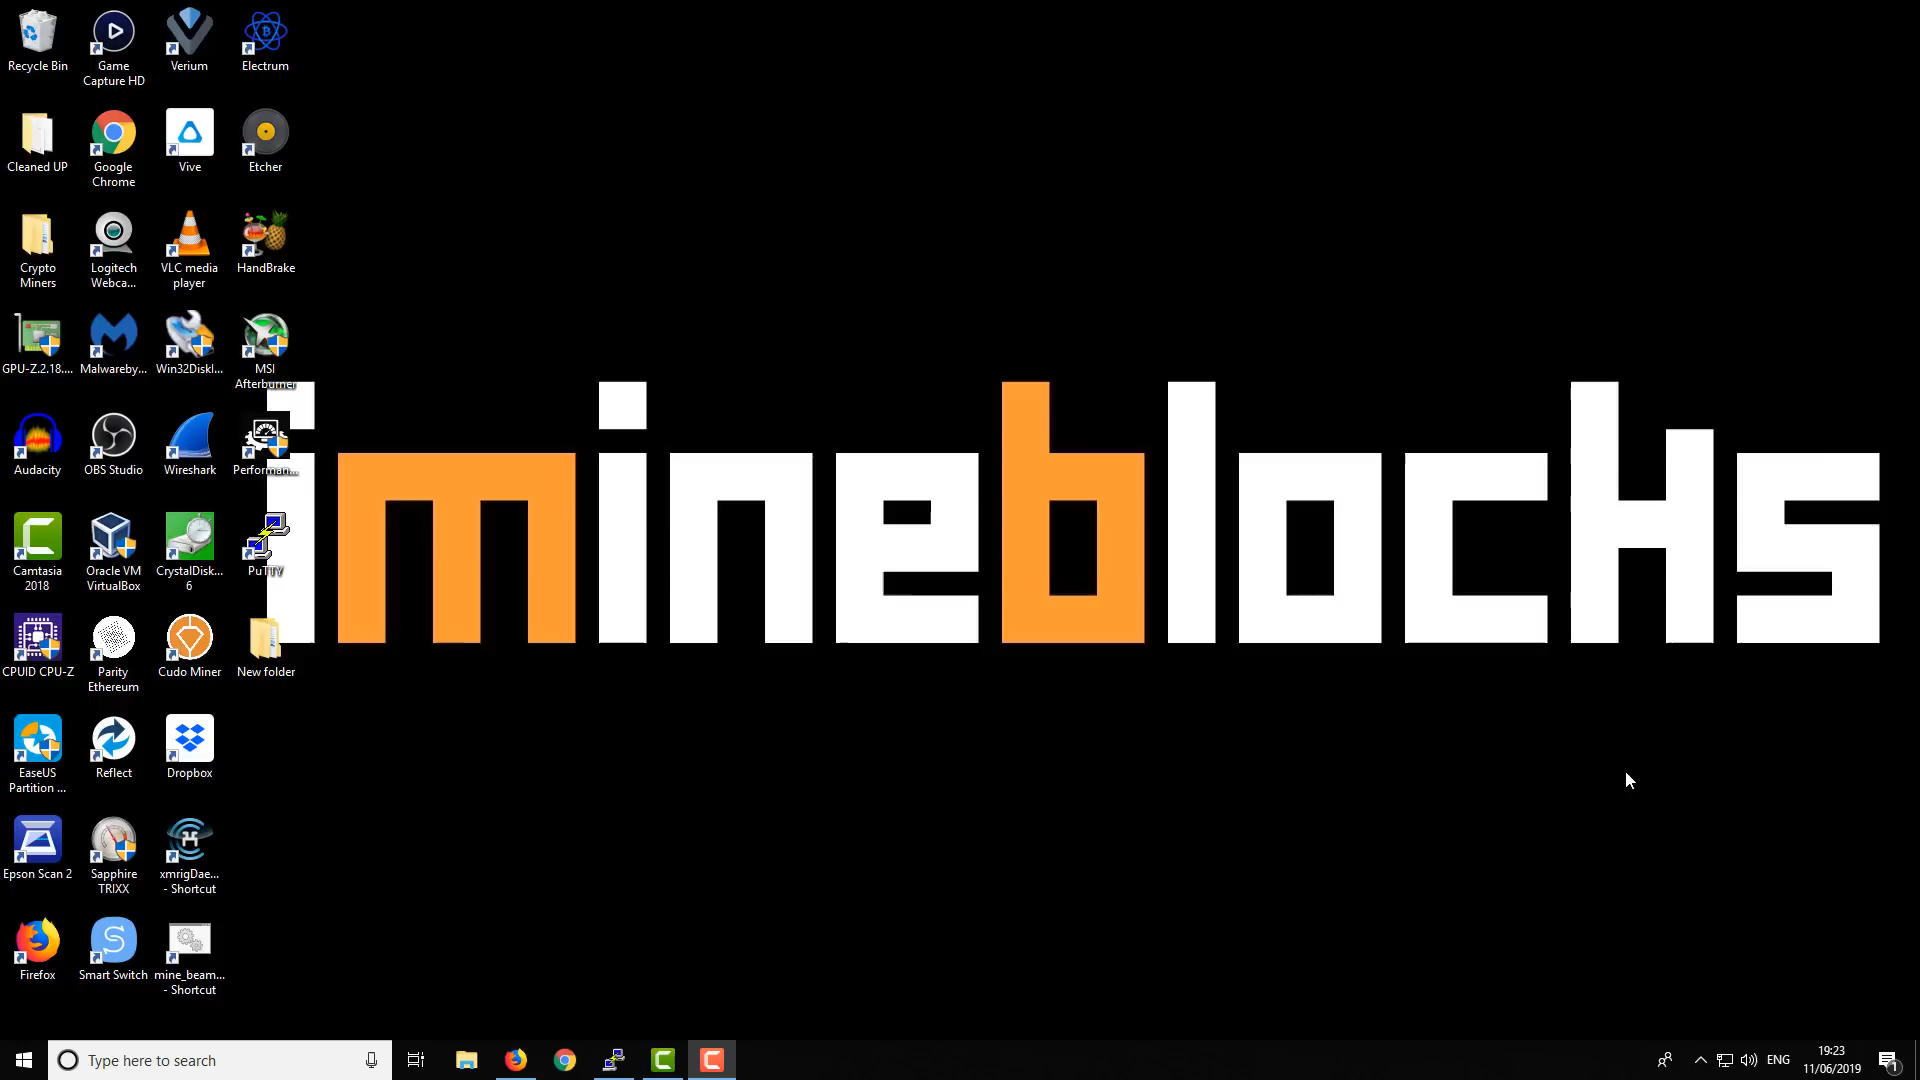 Recycle Bin
Game
Capture HD
Verium
Electrum
Cleaned UP
Google
Chrome
Vive
Etcher
Crypto
Miners
Logitech
Webca...
VLC media
player
HandBrake
GPU-Z.2.18....
Malwareby...
Win32DiskI...
MSI
Afterburner
Audacity
OBS Studio
Wireshark
Performan...
Camtasia
2018
Oracle VM
VirtualBox
CrystalDisk...
6
PuTTY
CPUID CPU-Z
Parity
Ethereum
Cudo Miner
New folder
EaseUS
Partition ...
Reflect
Dropbox
Epson Scan 2
Sapphire
TRIXX
xmrigDae...
- Shortcut
Firefox
Smart Switch
mine_beam...
- Shortcut
imineblocks
Type here to search
ENG
19:23
11/06/2019
1